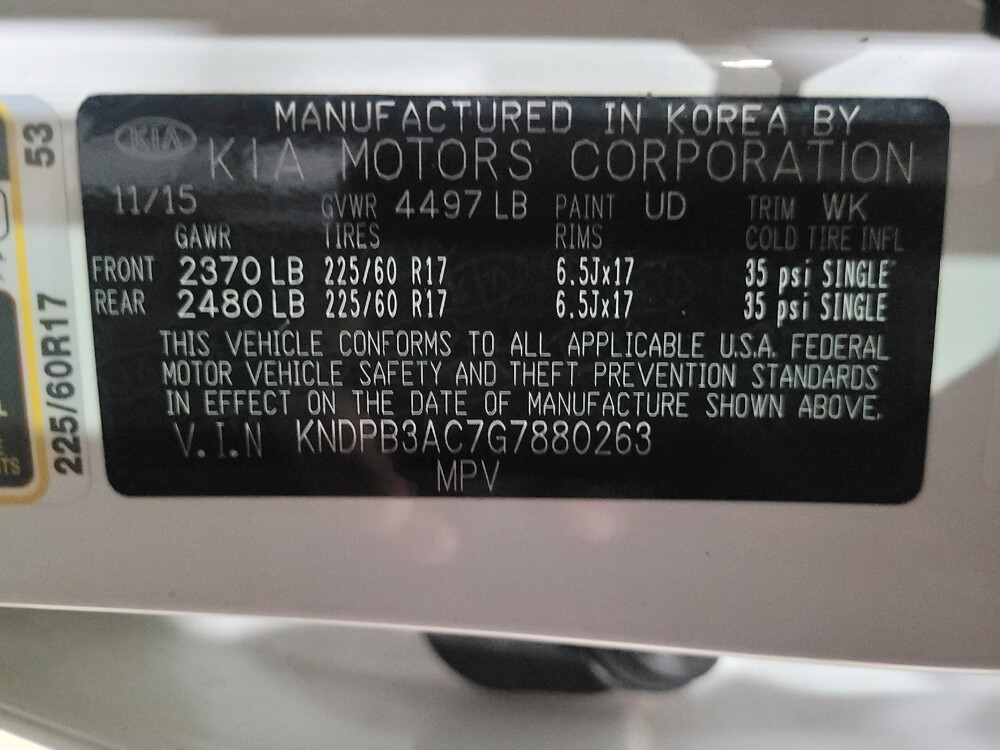 MANUFACTURED IN KOREA BY
KIA KIA MOTORS CORPORATION
11/15 GVWR 4497 LB PAINT UD TRIM WK
GAWR TIRES RIMS COLD TIRE INFL
FRONT 2370 LB 225/60 R17 6.5Jx17 35 psi SINGLE
REAR 2480 LB 225/60 R17 6.5Jx17 35 psi SINGLE
THIS VEHICLE CONFORMS TO ALL APPLICABLE U.S.A. FEDERAL
MOTOR VEHICLE SAFETY AND THEFT PREVENTION STANDARDS
IN EFFECT ON THE DATE OF MANUFACTURE SHOWN ABOVE.
V.I.N KNDPB3AC7G7880263
MPV
225/60R17 53